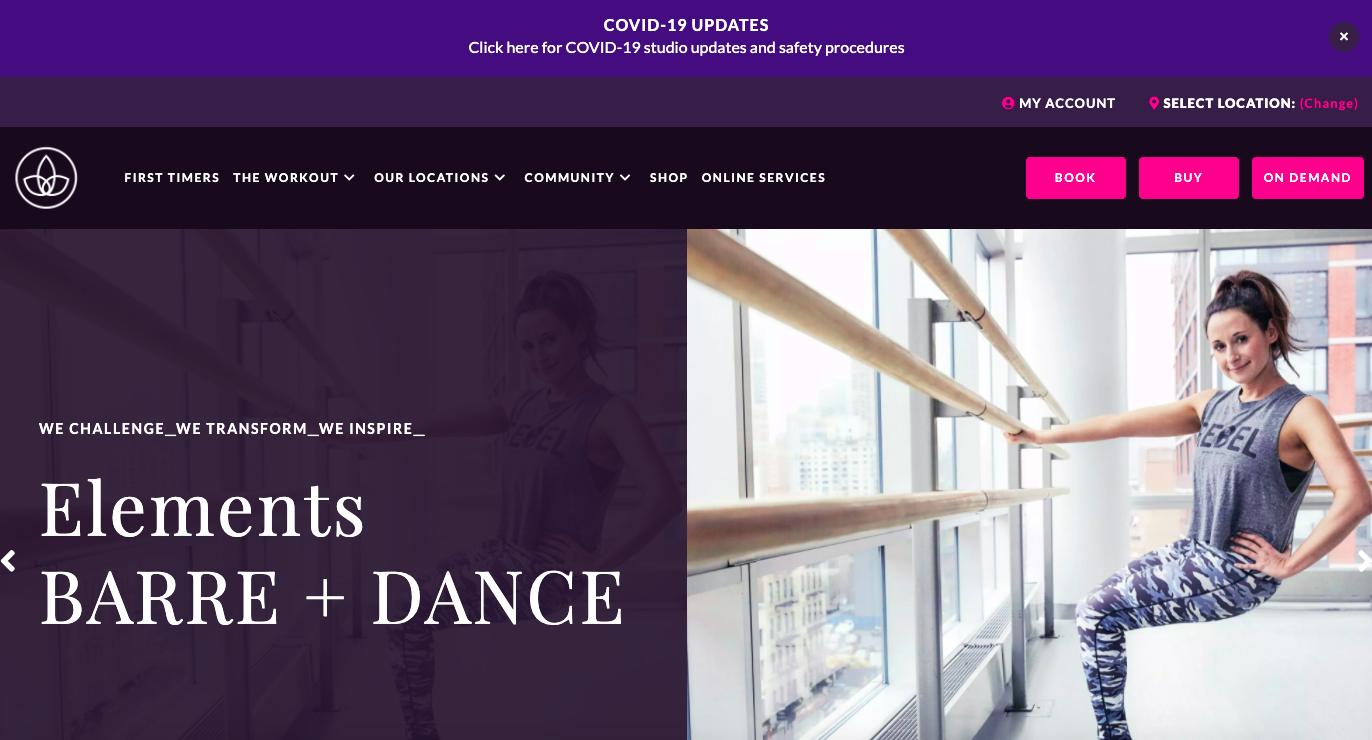 COVID-19 UPDATES
Click here for COVID-19 studio updates and safety procedures
MY ACCOUNT
SELECT LOCATION: (Change)
FIRST TIMERS THE WORKOUT OUR LOCATIONS COMMUNITY SHOP ONLINE SERVICES
BOOK BUY ON DEMAND
WE CHALLENGE_WE TRANSFORM_WE INSPIRE_
Elements
BARRE + DANCE
REBEL